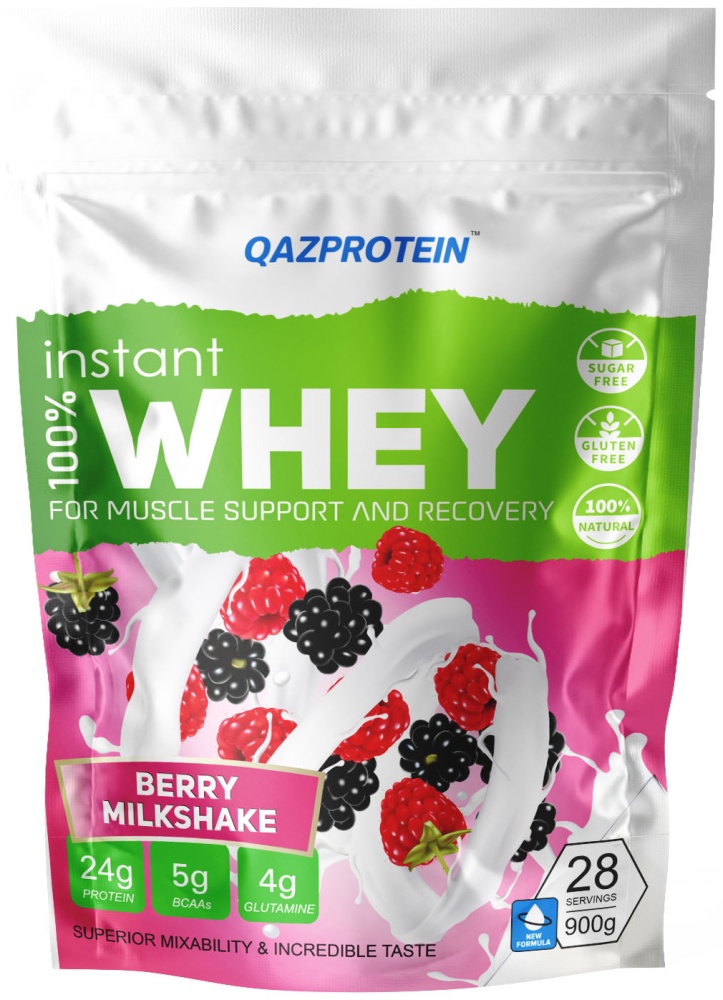 QAZPROTEIN™
instant
100%
WHEY
FOR MUSCLE SUPPORT AND RECOVERY
SUGAR
FREE
GLUTEN
FREE
100%
NATURAL
BERRY
MILKSHAKE
24g
PROTEIN
5g
BCAAs
4g
GLUTAMINE
SUPERIOR MIXABILITY & INCREDIBLE TASTE
NEW
FORMULA
28
SERVINGS
900g